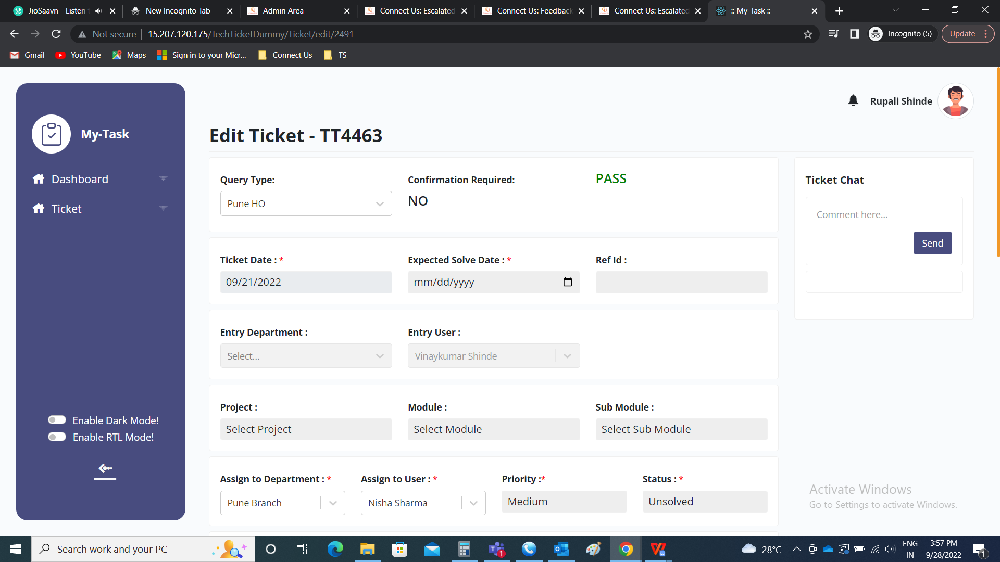 JioSaavn - Listen
New Incognito Tab
Admin Area
Connect Us: Escalated
Connect Us: Feedback
Connect Us: Escalated
:: My-Task ::
Not secure
15.207.120.175/TechTicketDummy/Ticket/edit/2491
Incognito (5)
Update
Gmail
YouTube
Maps
Sign in to your Micr...
Connect Us
TS
My-Task
Dashboard
Ticket
Enable Dark Mode!
Enable RTL Mode!
Rupali Shinde
Edit Ticket - TT4463
Query Type:
Confirmation Required:
PASS
Pune HO
NO
Ticket Date : *
Expected Solve Date : *
Ref Id :
09/21/2022
mm/dd/yyyy
Entry Department :
Entry User :
Select...
Vinaykumar Shinde
Project :
Module :
Sub Module :
Select Project
Select Module
Select Sub Module
Assign to Department : *
Assign to User : *
Priority :*
Status : *
Pune Branch
Nisha Sharma
Medium
Unsolved
Ticket Chat
Comment here...
Send
Activate Windows
Go to Settings to activate Windows.
Search work and your PC
1
28°C
ENG
IN
3:57 PM
9/28/2022
1